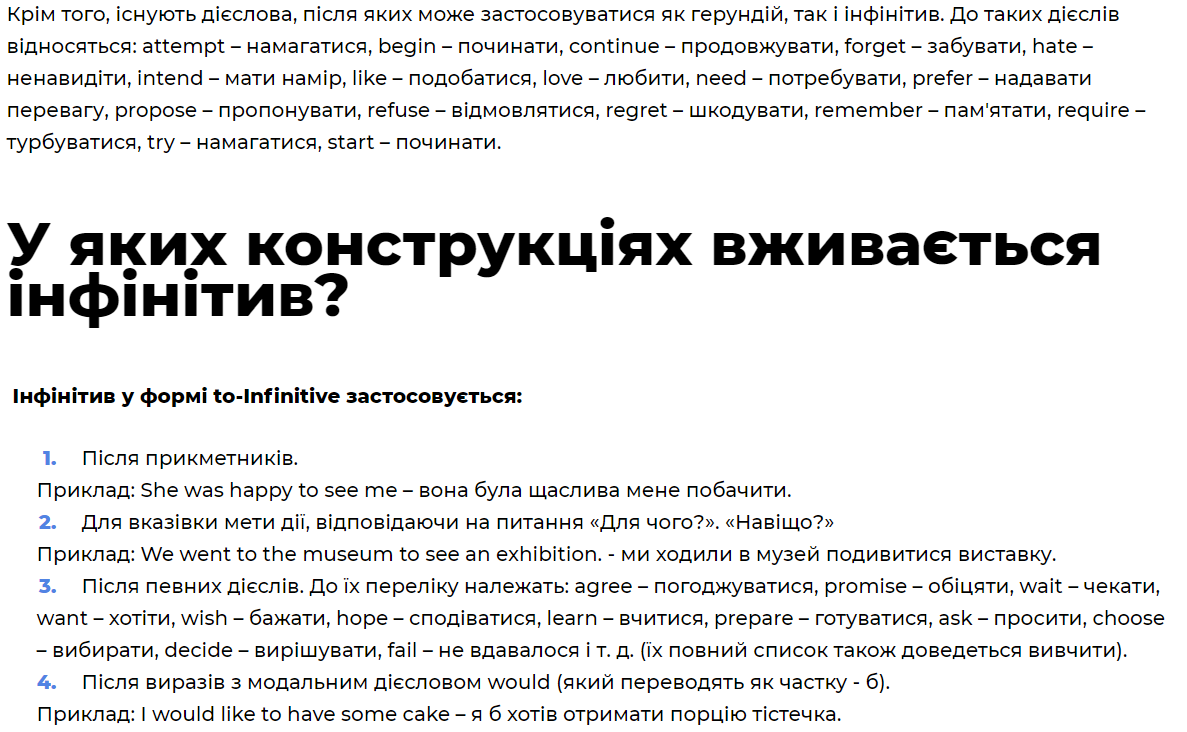 Крім того, існують дієслова, після яких може застосовуватися як герундій, так і інфінітив. До таких дієслів
відносяться: attempt – намагатися, begin – починати, continue – продовжувати, forget – забувати, hate –
ненавидіти, intend – мати намір, like – подобатися, love – любити, need – потребувати, prefer – надавати
перевагу, propose – пропонувати, refuse – відмовлятися, regret – шкодувати, remember – пам'ятати, require –
турбуватися, try – намагатися, start – починати.
У яких конструкціях вживається
інфінітив?
Інфінітив у формі to-Infinitive застосовується:
1. Після прикметників.
Приклад: She was happy to see me – вона була щаслива мене побачити.
2. Для вказівки мети дії, відповідаючи на питання «Для чого?». «Навіщо?»
Приклад: We went to the museum to see an exhibition. - ми ходили в музей подивитися виставку.
3. Після певних дієслів. До їх переліку належать: agree – погоджуватися, promise – обіцяти, wait – чекати,
want – хотіти, wish – бажати, hope – сподіватися, learn – вчитися, prepare – готуватися, ask – просити, choose
– вибирати, decide – вирішувати, fail – не вдавалося і т. д. (їх повний список також доведеться вивчити).
4. Після виразів з модальним дієсловом would (який переводять як частку - б).
Приклад: I would like to have some cake – я б хотів отримати порцію тістечка.